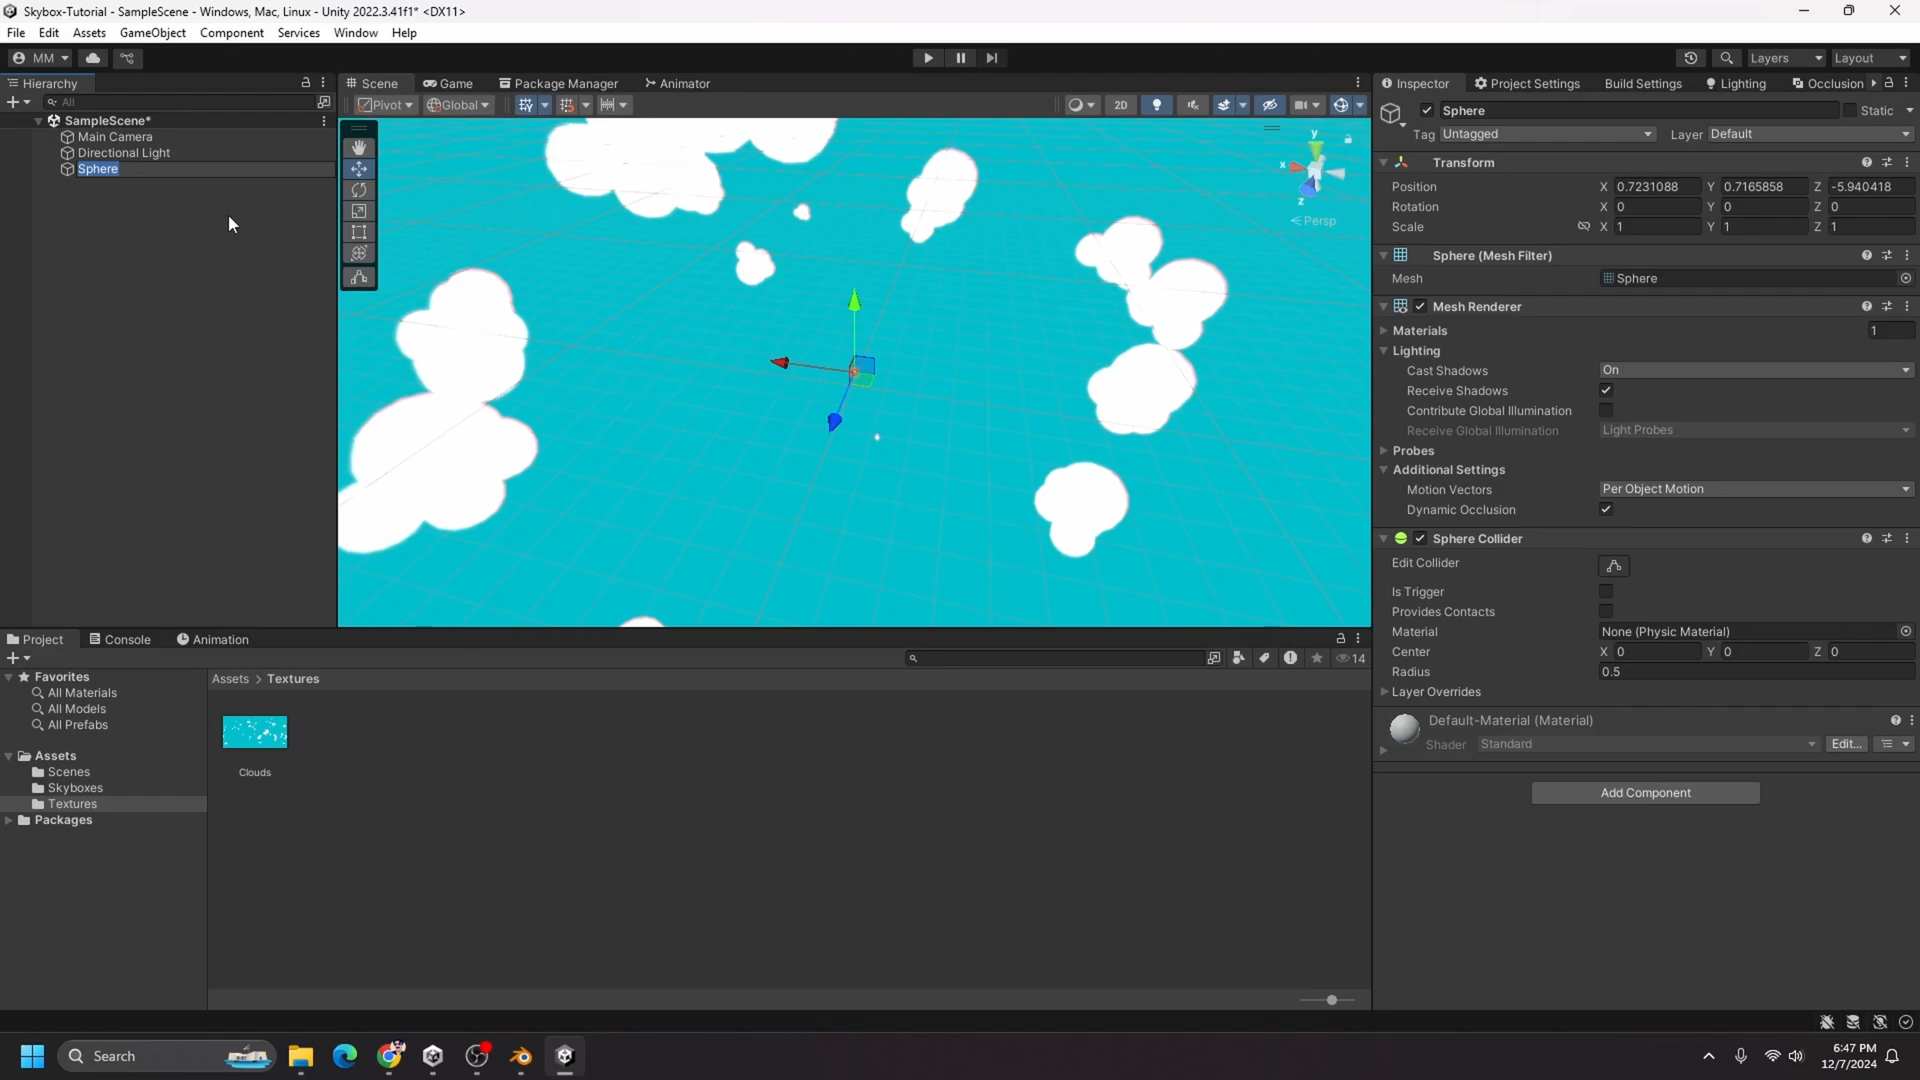 Skybox-Tutorial - SampleScene - Windows, Mac, Linux - Unity 2022.3.41f1* <DX11>
File Edit Assets GameObject Component Services Window Help
MM
Layers Layout
Hierarchy
All
SampleScene*
Main Camera
Directional Light
Sphere
Scene Game Package Manager Animator
Pivot Global 2D
y
x
z
Persp
Inspector Project Settings Build Settings Lighting Occlusion
Sphere Static
Tag Untagged Layer Default
Transform
Position X 0.7231088 Y 0.7165858 Z -5.940418
Rotation X 0 Y 0 Z 0
Scale X 1 Y 1 Z 1
Sphere (Mesh Filter)
Mesh Sphere
Mesh Renderer
Materials 1
Lighting
Cast Shadows On
Receive Shadows
Contribute Global Illumination
Receive Global Illumination Light Probes
Probes
Additional Settings
Motion Vectors Per Object Motion
Dynamic Occlusion
Sphere Collider
Edit Collider
Is Trigger
Provides Contacts
Material None (Physic Material)
Center X 0 Y 0 Z 0
Radius 0.5
Layer Overrides
Default-Material (Material)
Shader Standard Edit...
Add Component
Project Console Animation
14
Favorites
All Materials
All Models
All Prefabs
Assets
Scenes
Skyboxes
Textures
Packages
Assets > Textures
Clouds
Search
6:47 PM
12/7/2024